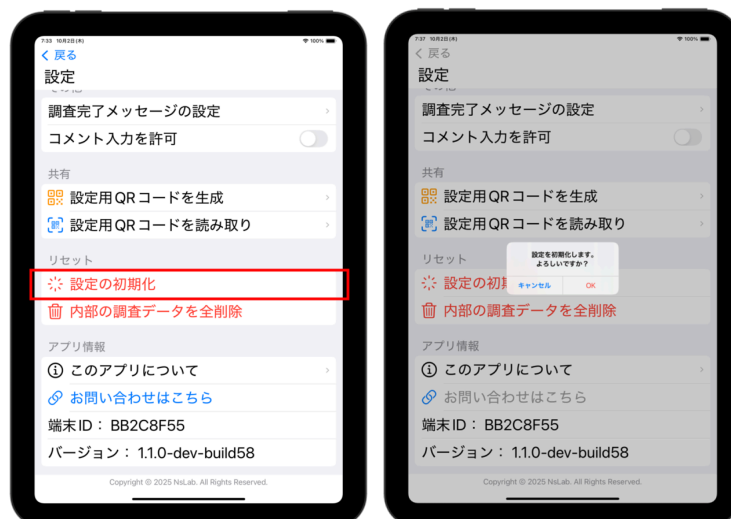 7:33 10月2日(木)
100%
戻る
設定
調査完了メッセージの設定
コメント入力を許可
共有
設定用QRコードを生成
設定用QRコードを読み取り
リセット
設定の初期化
内部の調査データを全削除
アプリ情報
このアプリについて
お問い合わせはこちら
端末ID： BB2C8F55
バージョン： 1.1.0-dev-build58
Copyright © 2025 NsLab. All Rights Reserved.
7:37 10月2日(木)
100%
戻る
設定
調査完了メッセージの設定
コメント入力を許可
共有
設定用QRコードを生成
設定用QRコードを読み取り
リセット
設定を初期化します。
よろしいですか？
設定の初
キャンセル OK
内部の調査データを全削除
アプリ情報
このアプリについて
お問い合わせはこちら
端末ID： BB2C8F55
バージョン： 1.1.0-dev-build58
Copyright © 2025 NsLab. All Rights Reserved.